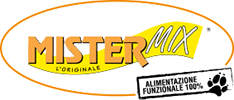 MISTER MIX ®
L'ORIGINALE
ALIMENTAZIONE
FUNZIONALE 100%